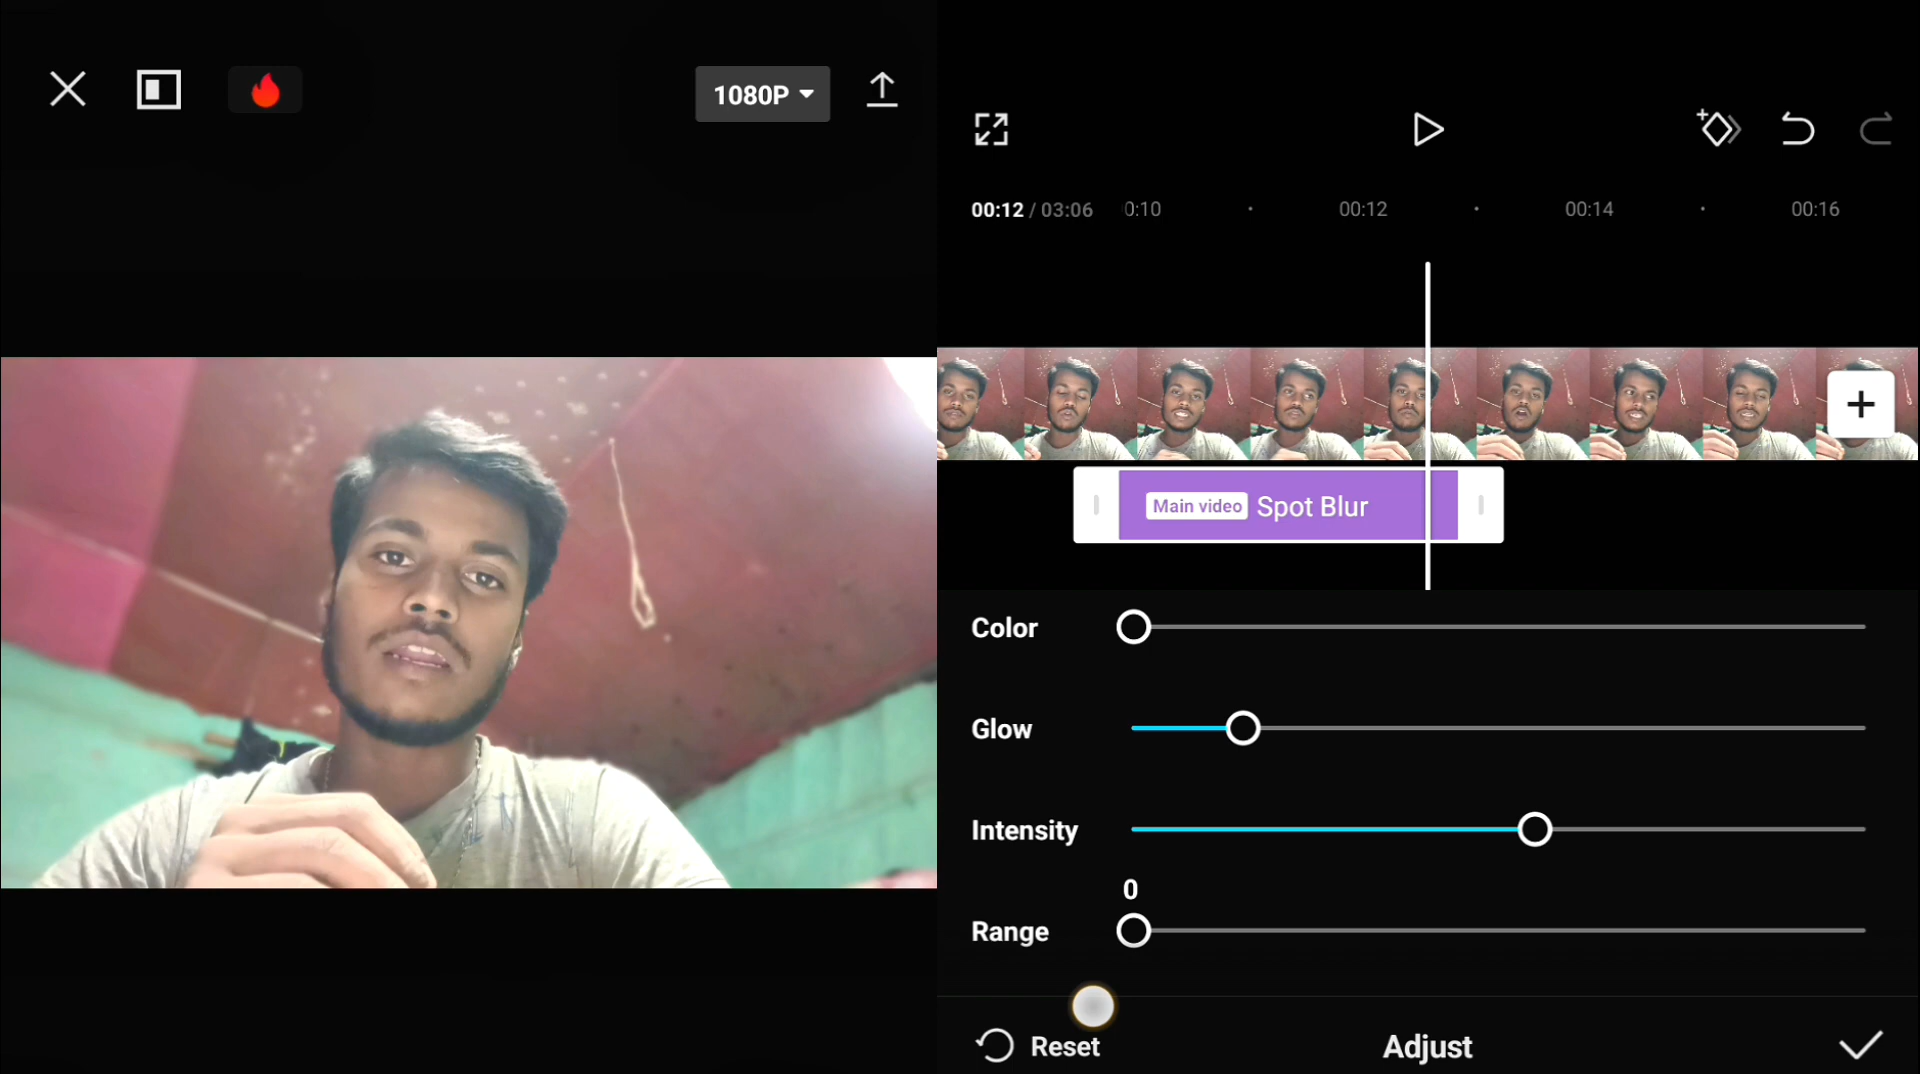 1080P
00:12 / 03:06
0:10
00:12
00:14
00:16
Main video Spot Blur
Color
Glow
Intensity
0
Range
Reset
Adjust